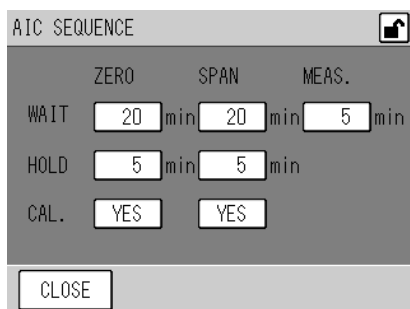 AIC SEQUENCE
ZERO SPAN MEAS.
WAIT 20 min 20 min 5 min
HOLD 5 min 5 min
CAL. YES YES
CLOSE